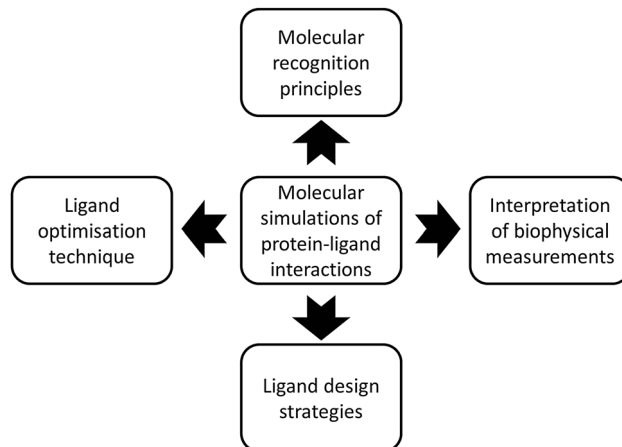 Molecular
recognition
principles
Ligand
optimisation
technique
Molecular
simulations of
protein-ligand
interactions
Interpretation
of biophysical
measurements
Ligand design
strategies